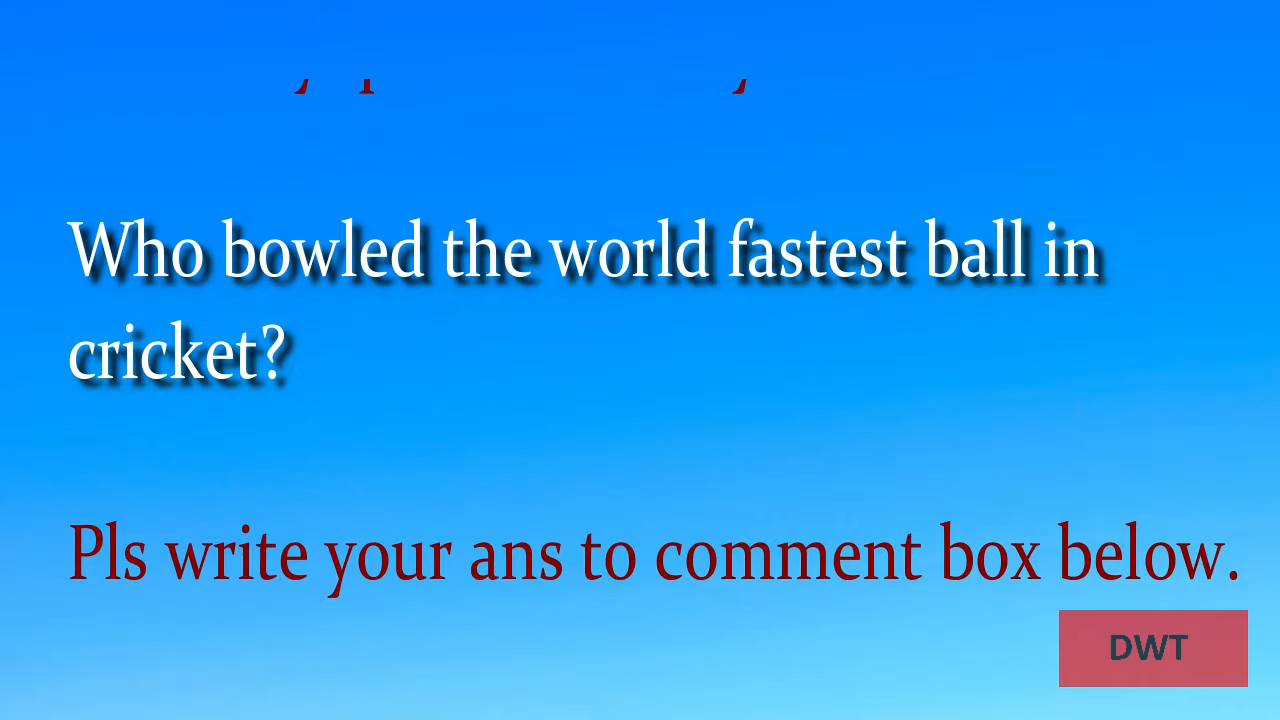 Who bowled the world fastest ball in
cricket?
Pls write your ans to comment box below.
DWT